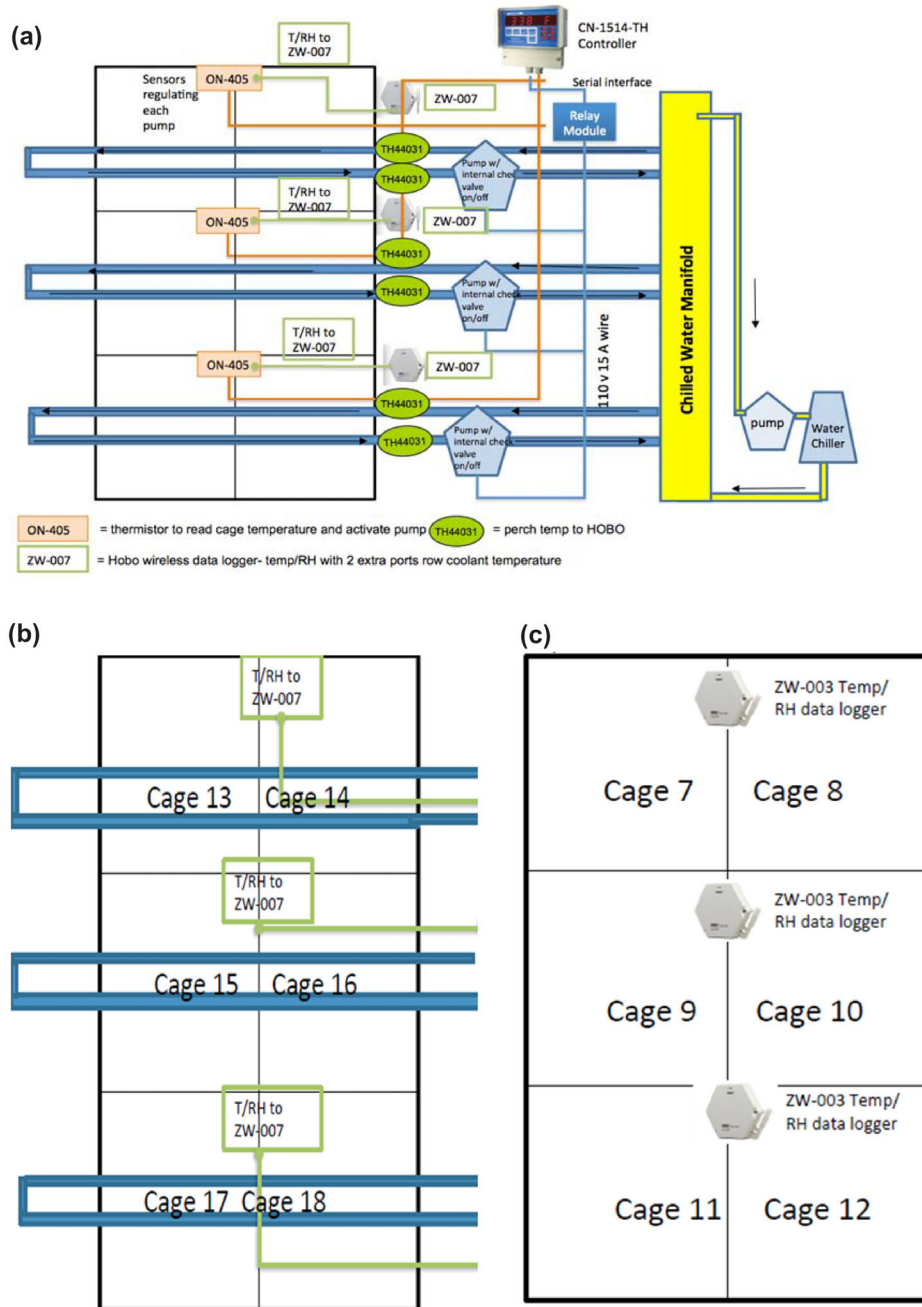 (a)
T/RH to
ZW-007
CN-1514-TH
Controller
338 F
Sensors
regulating
each
pump
ON-405
ZW-007
Serial interface
Relay
Module
TH44031
TH44031
Pump w/
internal check
valve
on/off
T/RH to
ZW-007
ON-405
ZW-007
TH44031
TH44031
Pump w/
internal check
valve
on/off
T/RH to
ZW-007
ON-405
ZW-007
TH44031
TH44031
Pump w/
internal check
valve
on/off
110 v 15 A wire
Chilled Water Manifold
pump
Water
Chiller
ON-405 = thermistor to read cage temperature and activate pump TH44031 = perch temp to HOBO
ZW-007 = Hobo wireless data logger- temp/RH with 2 extra ports row coolant temperature
(b)
T/RH to
ZW-007
Cage 13 Cage 14
T/RH to
ZW-007
Cage 15 Cage 16
T/RH to
ZW-007
Cage 17 Cage 18
(c)
ZW-003 Temp/
RH data logger
Cage 7 Cage 8
ZW-003 Temp/
RH data logger
Cage 9 Cage 10
ZW-003 Temp/
RH data logger
Cage 11 Cage 12